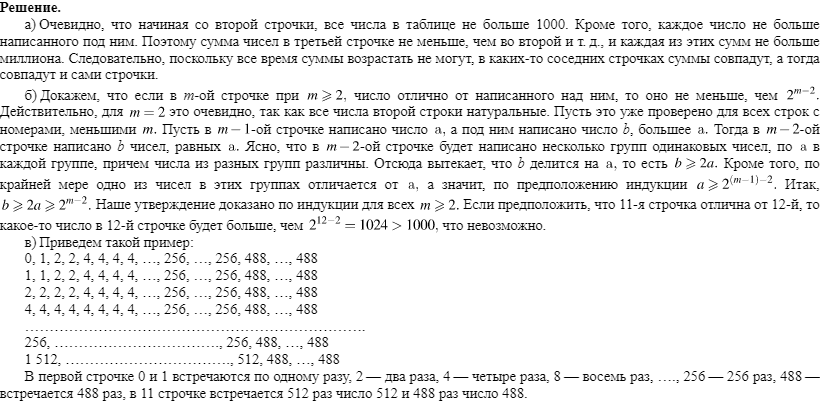 Решение.
а) Очевидно, что начиная со второй строчки, все числа в таблице не больше 1000. Кроме того, каждое число не больше
написанного под ним. Поэтому сумма чисел в третьей строчке не меньше, чем во второй и т. д., и каждая из этих сумм не больше
миллиона. Следовательно, поскольку все время суммы возрастать не могут, в каких-то соседних строчках суммы совпадут, а тогда
совпадут и сами строчки.
б) Докажем, что если в m-ой строчке при m ⩾ 2, число отлично от написанного над ним, то оно не меньше, чем 2^{m−2}.
Действительно, для m = 2 это очевидно, так как все числа второй строки натуральные. Пусть это уже проверено для всех строк с
номерами, меньшими m. Пусть в m − 1-ой строчке написано число a, а под ним написано число b, большее a. Тогда в m − 2-ой
строчке написано b чисел, равных a. Ясно, что в m − 2-ой строчке будет написано несколько групп одинаковых чисел, по a в
каждой группе, причем числа из разных групп различны. Отсюда вытекает, что b делится на a, то есть b ⩾ 2a. Кроме того, по
крайней мере одно из чисел в этих группах отличается от a, а значит, по предположению индукции a ⩾ 2^{(m−1)−2}. Итак,
b ⩾ 2a ⩾ 2^{m−2}. Наше утверждение доказано по индукции для всех m ⩾ 2. Если предположить, что 11-я строчка отлична от 12-й, то
какое-то число в 12-й строчке будет больше, чем 2^{12−2} = 1024 > 1000, что невозможно.
в) Приведем такой пример:
0, 1, 2, 2, 4, 4, 4, 4, …, 256, …, 256, 488, …, 488
1, 1, 2, 2, 4, 4, 4, 4, …, 256, …, 256, 488, …, 488
2, 2, 2, 2, 4, 4, 4, 4, …, 256, …, 256, 488, …, 488
4, 4, 4, 4, 4, 4, 4, 4, …, 256, …, 256, 488, …, 488
…………………………………………………………….
256, ……………………………, 256, 488, …, 488
1 512, ……………………………, 512, 488, …, 488
В первой строчке 0 и 1 встречаются по одному разу, 2 — два раза, 4 — четыре раза, 8 — восемь раз, …., 256 — 256 раз, 488 —
встречается 488 раз, в 11 строчке встречается 512 раз число 512 и 488 раз число 488.